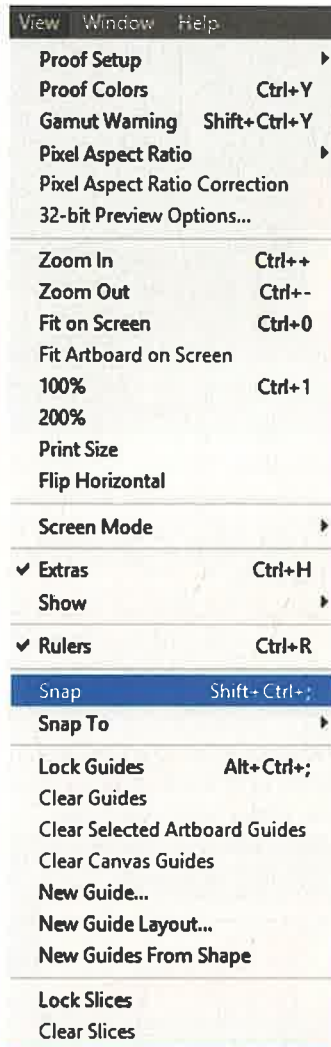 View Window Help
Proof Setup
Proof Colors Ctrl+Y
Gamut Warning Shift+Ctrl+Y
Pixel Aspect Ratio
Pixel Aspect Ratio Correction
32-bit Preview Options...
Zoom In Ctrl++
Zoom Out Ctrl+-
Fit on Screen Ctrl+0
Fit Artboard on Screen
100% Ctrl+1
200%
Print Size
Flip Horizontal
Screen Mode
Extras Ctrl+H
Show
Rulers Ctrl+R
Snap Shift+Ctrl+;
Snap To
Lock Guides Alt+Ctrl+;
Clear Guides
Clear Selected Artboard Guides
Clear Canvas Guides
New Guide...
New Guide Layout...
New Guides From Shape
Lock Slices
Clear Slices